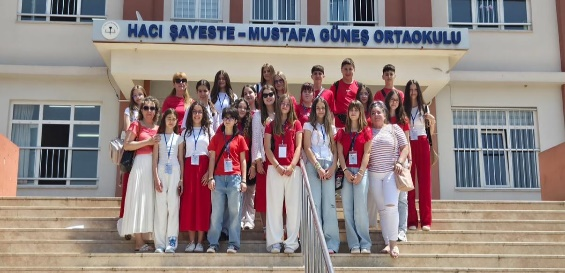 HACI ŞAYESTE - MUSTAFA GÜNEŞ ORTAOKULU